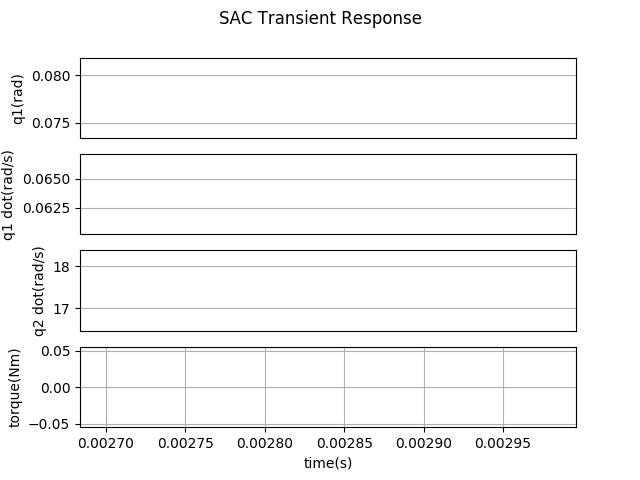 SAC Transient Response
q1(rad)
0.080
0.075
q1 dot(rad/s)
0.0650
0.0625
q2 dot(rad/s)
18
17
torque(Nm)
0.05
0.00
−0.05
0.00270 0.00275 0.00280 0.00285 0.00290 0.00295
time(s)